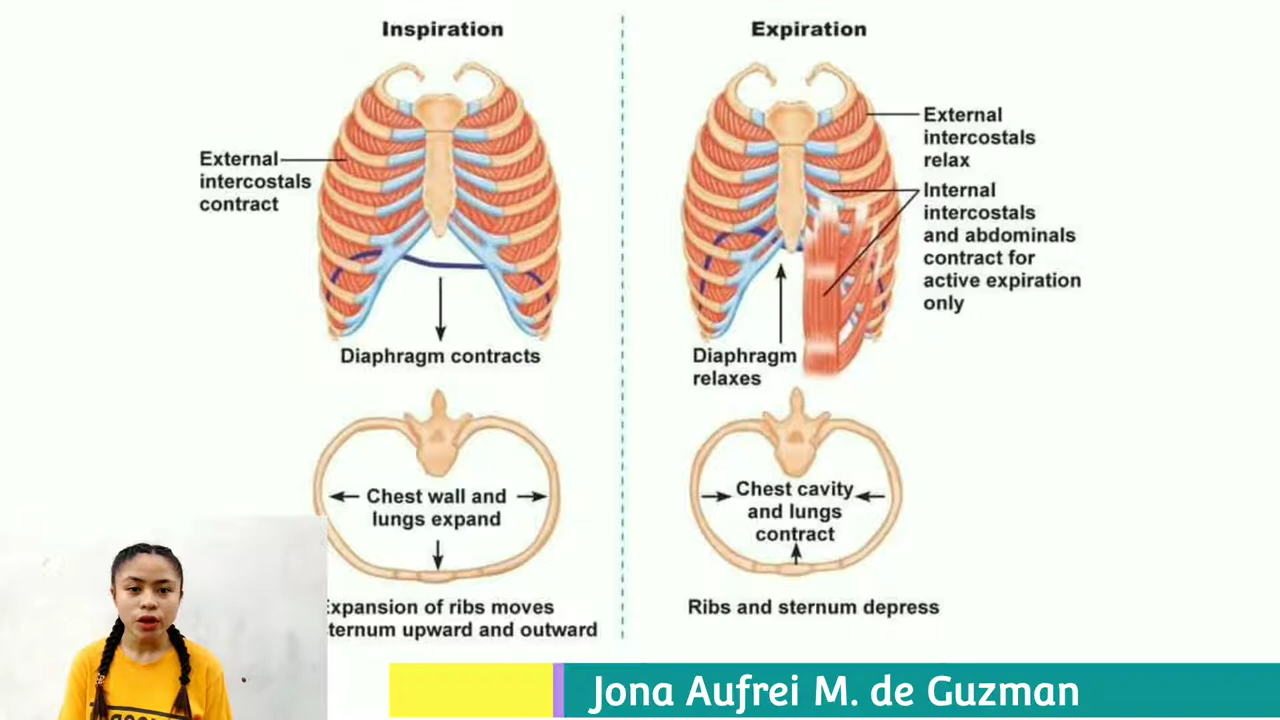 Inspiration
External
intercostals
contract
Diaphragm contracts
Chest wall and
lungs expand
xpansion of ribs moves
ternum upward and outward
Expiration
External
intercostals
relax
Internal
intercostals
and abdominals
contract for
active expiration
only
Diaphragm
relaxes
Chest cavity
and lungs
contract
Ribs and sternum depress
Jona Aufrei M. de Guzman